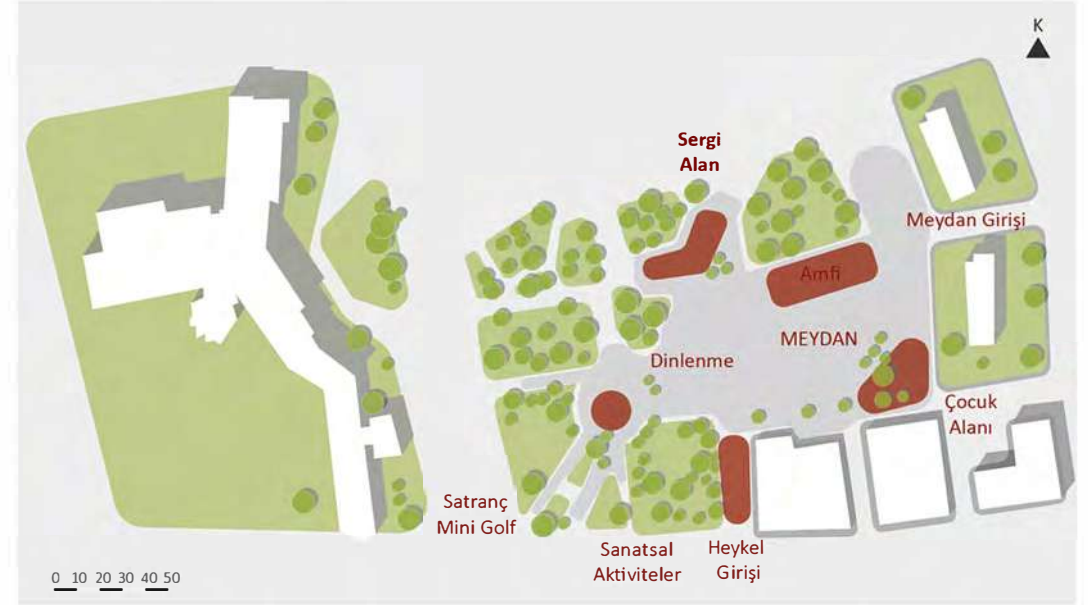 K
Sergi
Alan
Meydan Girişi
Amfi
MEYDAN
Dinlenme
Çocuk
Alanı
Satranç
Mini Golf
Sanatsal
Aktiviteler
Heykel
Girişi
0 10 20 30 40 50